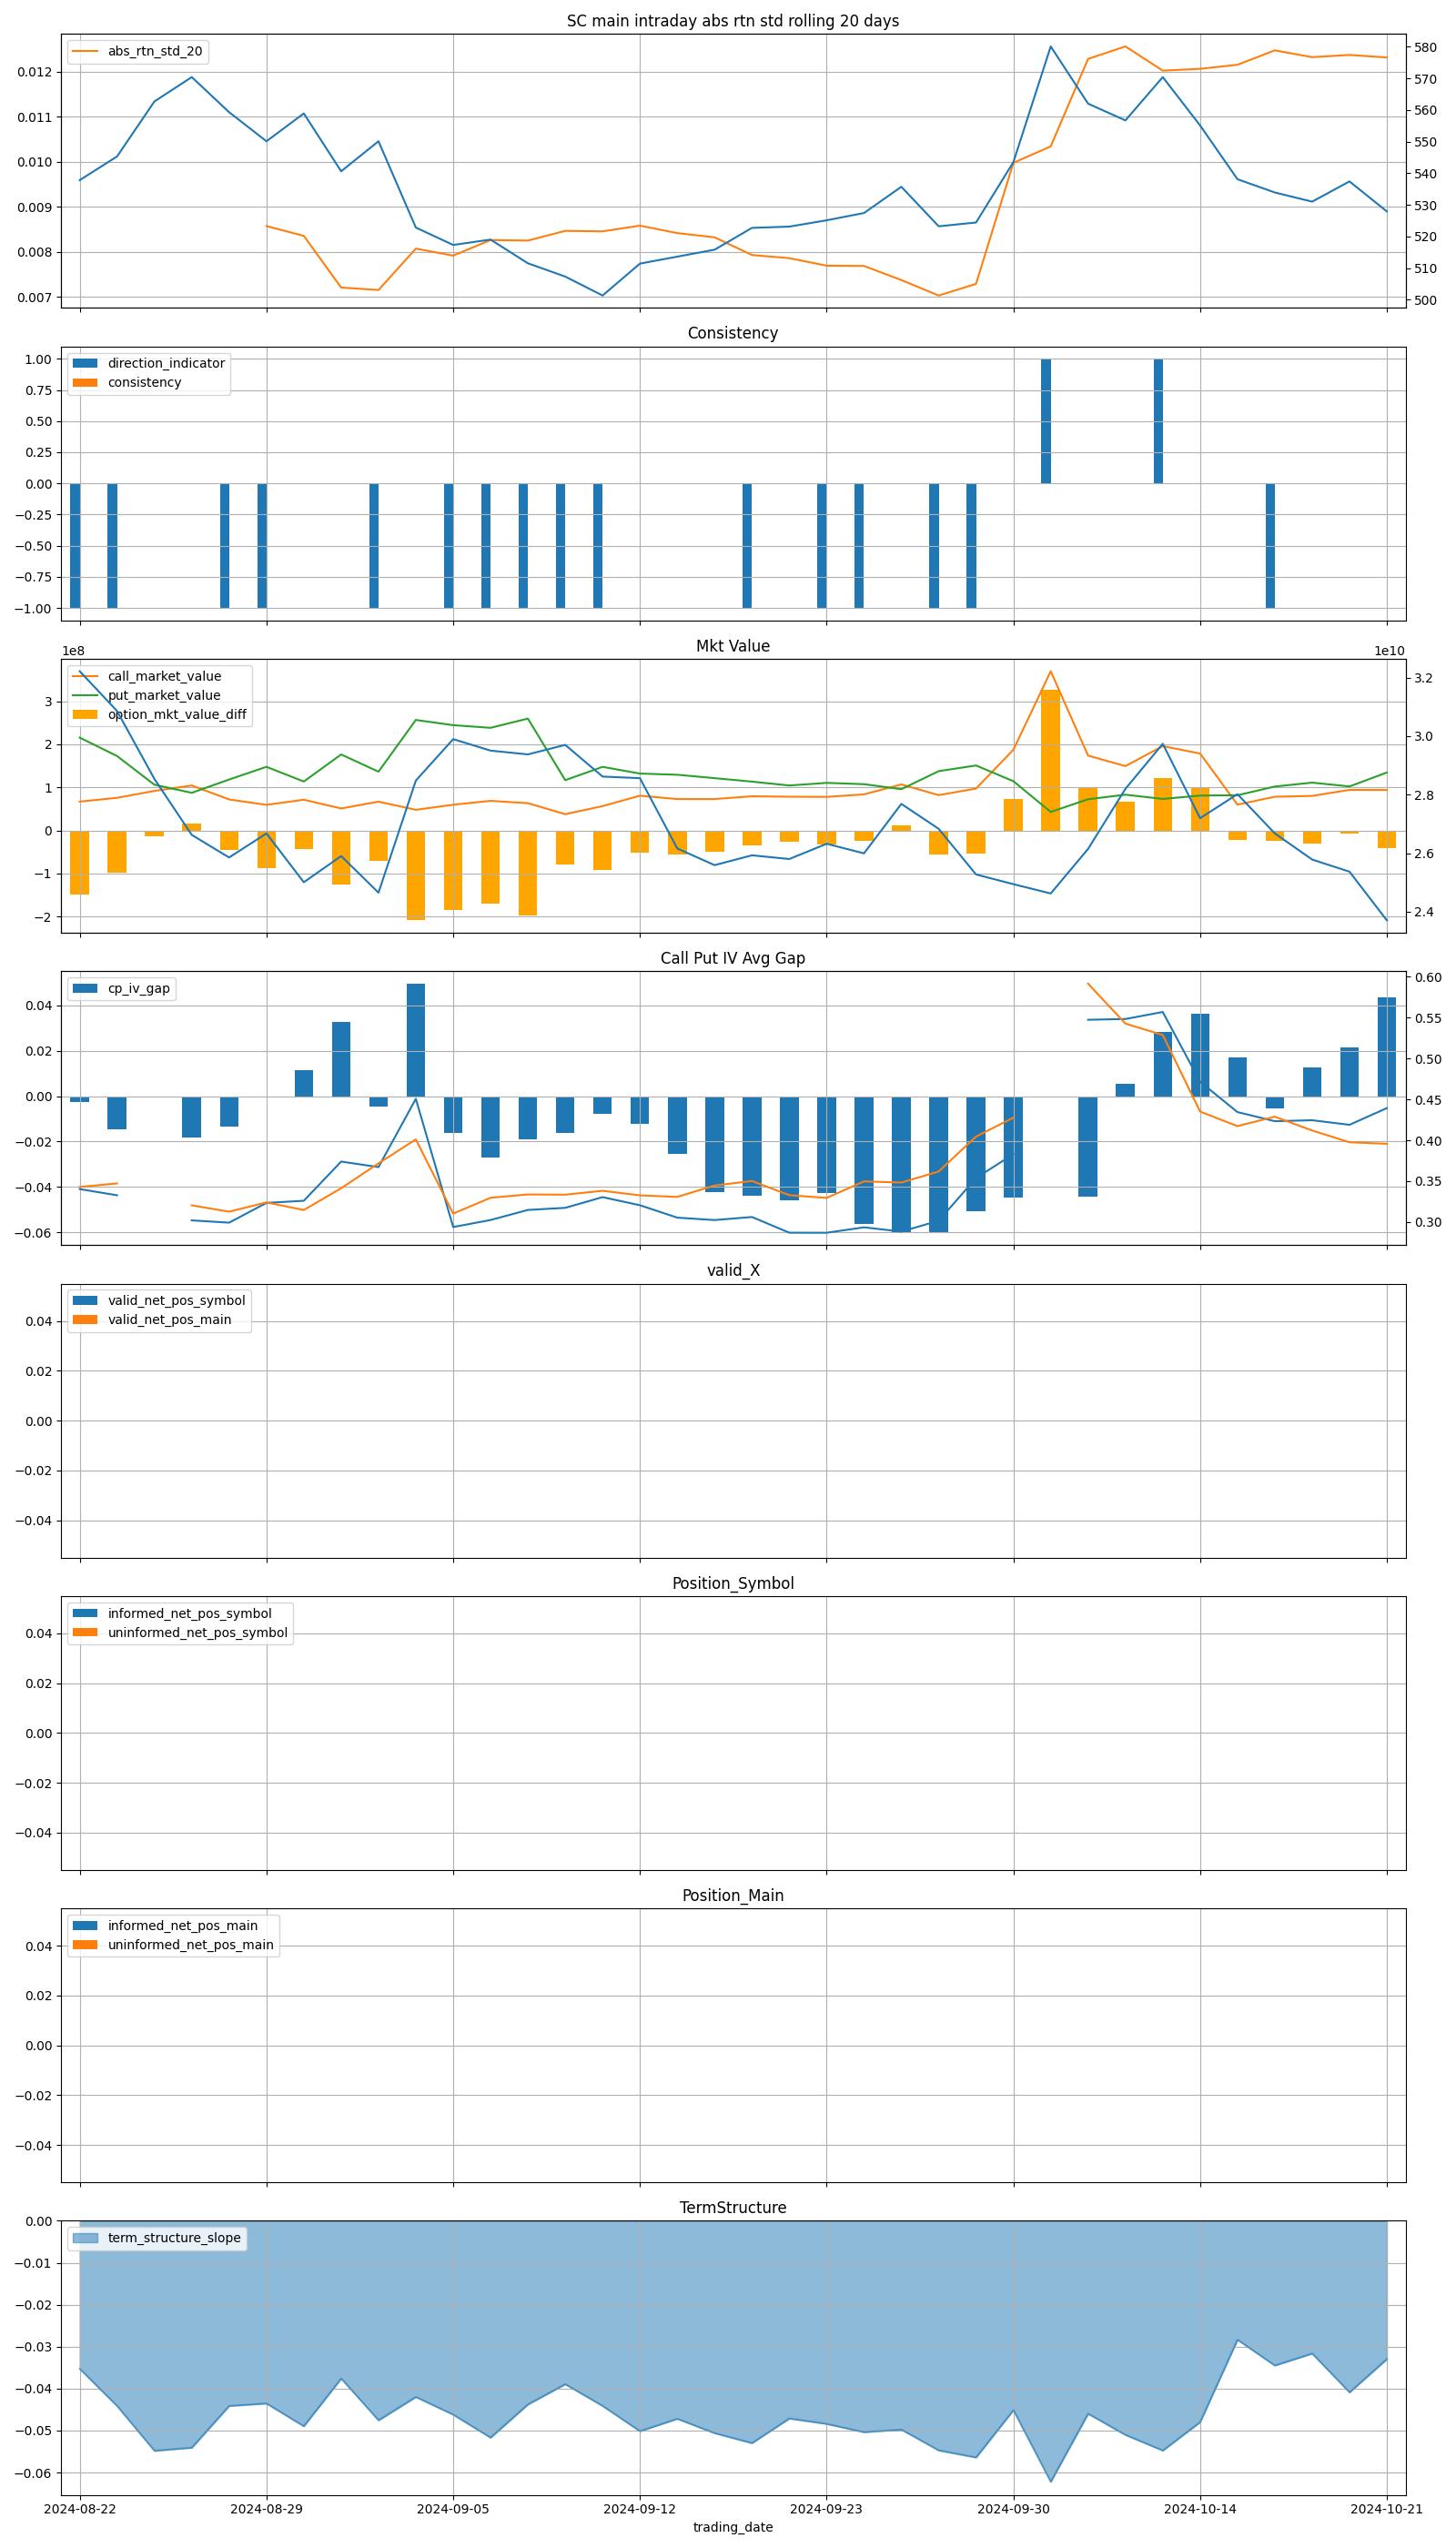 SC main intraday abs rtn std rolling 20 days
abs_rtn_std_20
0.012
0.011
0.010
0.009
0.008
0.007
580
570
560
550
540
530
520
510
500
Consistency
direction_indicator
consistency
1.00
0.75
0.50
0.25
0.00
−0.25
−0.50
−0.75
−1.00
Mkt Value
1e8
1e10
call_market_value
put_market_value
option_mkt_value_diff
3
2
1
0
−1
−2
3.2
3.0
2.8
2.6
2.4
Call Put IV Avg Gap
cp_iv_gap
0.04
0.02
0.00
−0.02
−0.04
−0.06
0.60
0.55
0.50
0.45
0.40
0.35
0.30
valid_X
valid_net_pos_symbol
valid_net_pos_main
0.04
0.02
0.00
−0.02
−0.04
Position_Symbol
informed_net_pos_symbol
uninformed_net_pos_symbol
0.04
0.02
0.00
−0.02
−0.04
Position_Main
informed_net_pos_main
uninformed_net_pos_main
0.04
0.02
0.00
−0.02
−0.04
TermStructure
term_structure_slope
0.00
−0.01
−0.02
−0.03
−0.04
−0.05
−0.06
2024-08-22 2024-08-29 2024-09-05 2024-09-12 2024-09-23 2024-09-30 2024-10-14 2024-10-21
trading_date